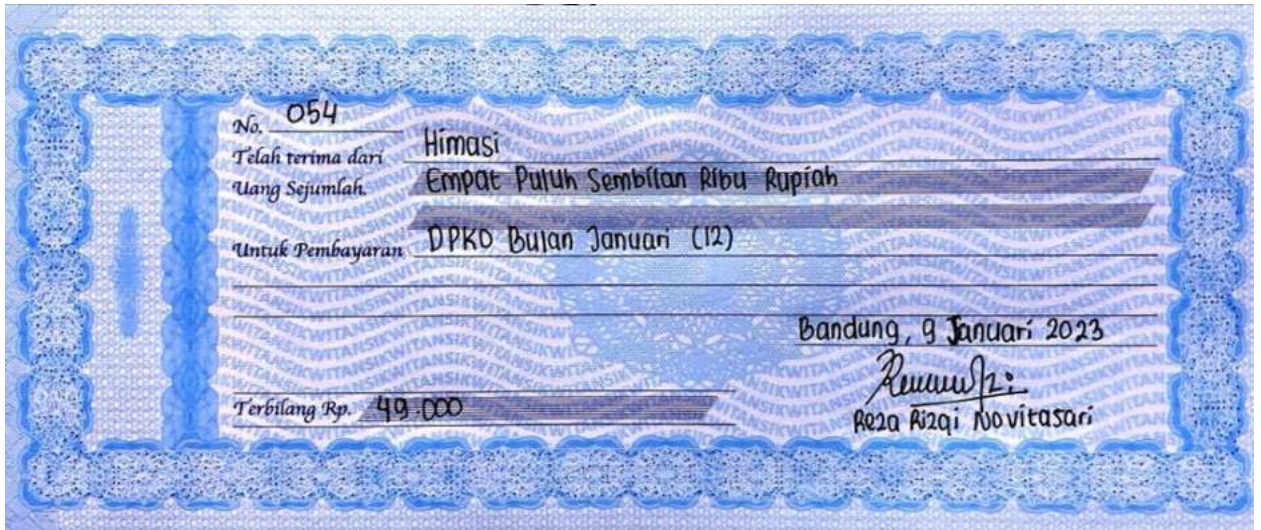 No. 054
Telah terima dari Himasi
Uang Sejumlah. Empat Puluh Sembilan Ribu Rupiah
Untuk Pembayaran DPKO Bulan Januari (12)
Bandung, 9 Januari 2023
Terbilang Rp. 49.000
Reza Rizqi Novitasari